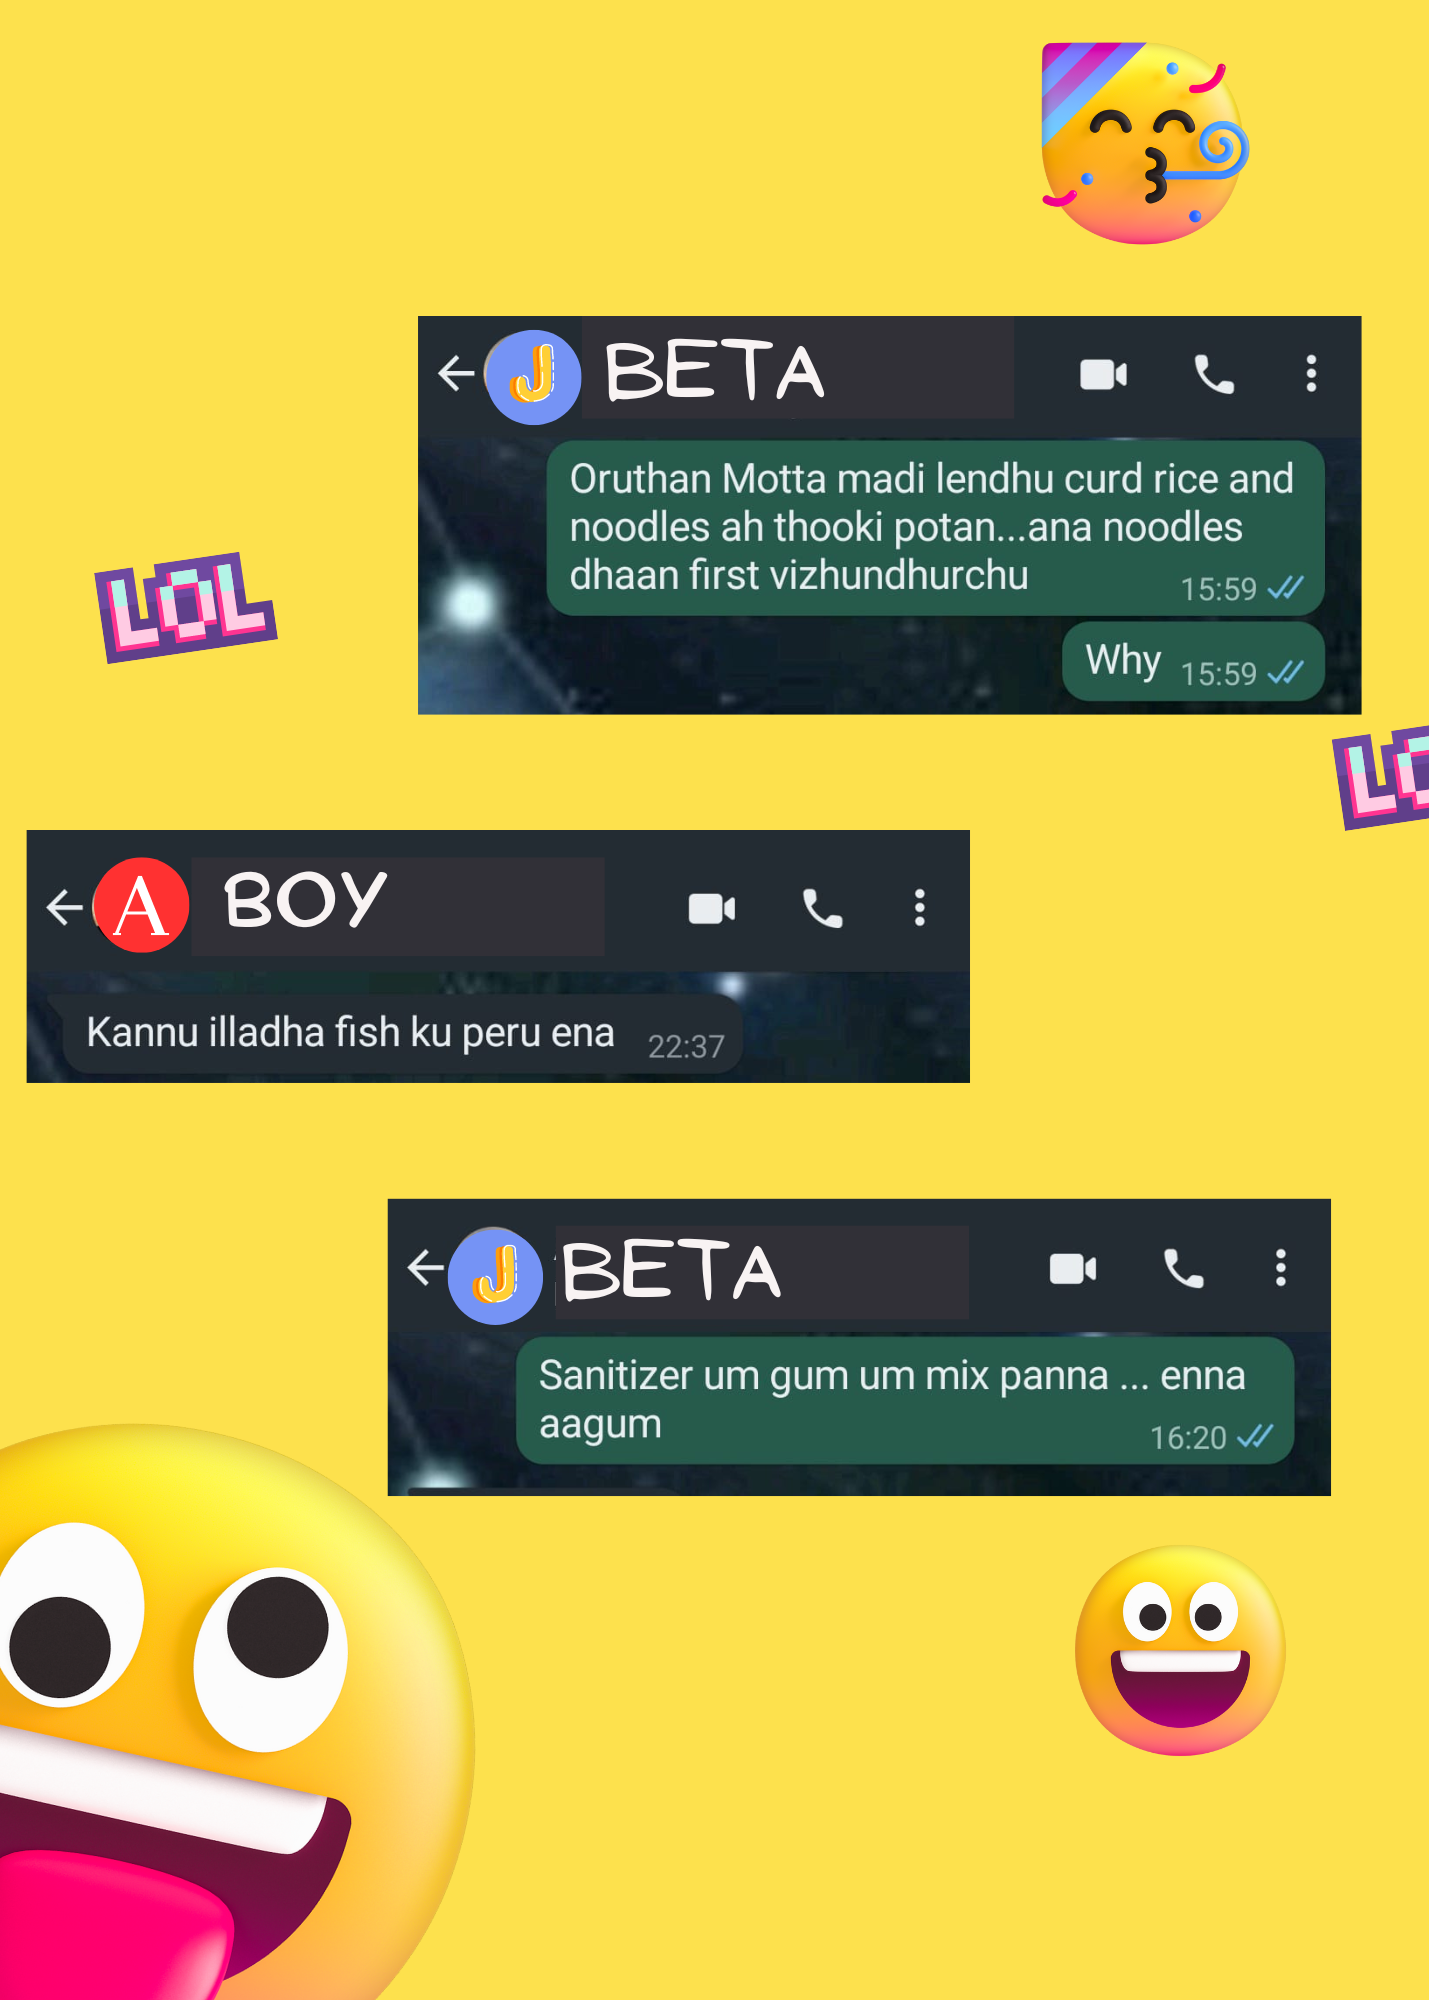 J BETA
Oruthan Motta madi lendhu curd rice and
noodles ah thooki potan...ana noodles
dhaan first vizhundhurchu 15:59
Why 15:59
LOL
A BOY
Kannu illadha fish ku peru ena 22:37
J BETA
Sanitizer um gum um mix panna ... enna
aagum 16:20